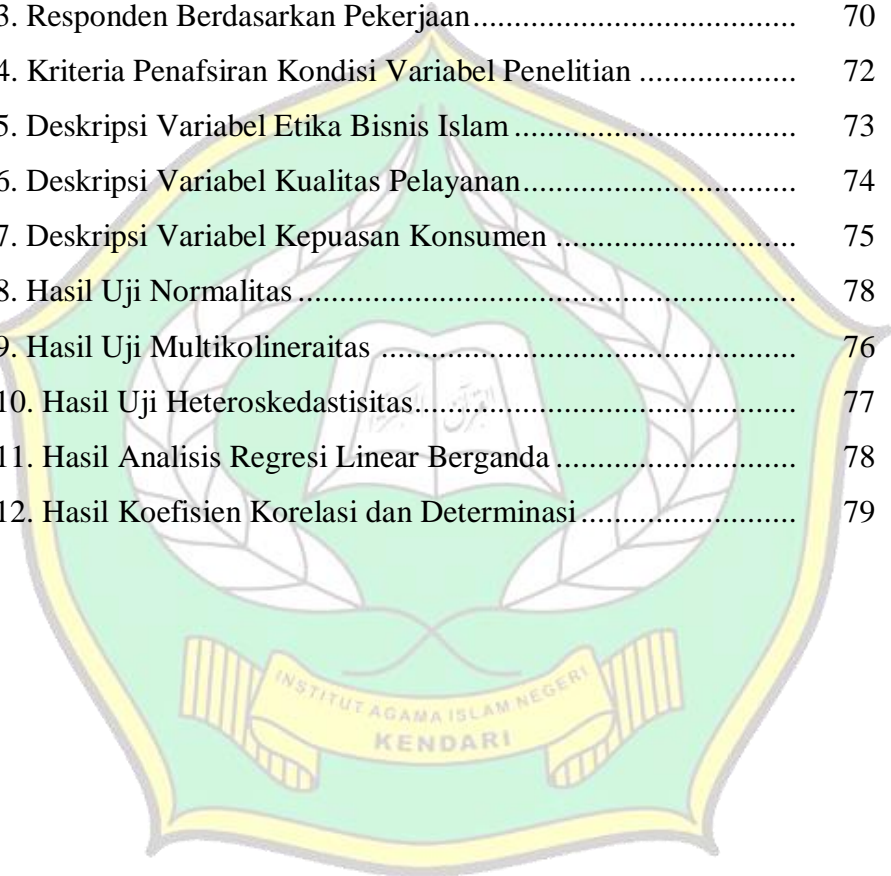 3. Responden Berdasarkan Pekerjaan.................................... 70
4. Kriteria Penafsiran Kondisi Variabel Penelitian .................... 72
5. Deskripsi Variabel Etika Bisnis Islam................................ 73
6. Deskripsi Variabel Kualitas Pelayanan............................... 74
7. Deskripsi Variabel Kepuasan Konsumen ........................... 75
8. Hasil Uji Normalitas......................................................... 78
9. Hasil Uji Multikolineraitas ............................................... 76
10. Hasil Uji Heteroskedastisitas........................................... 77
11. Hasil Analisis Regresi Linear Berganda........................... 78
12. Hasil Koefisien Korelasi dan Determinasi........................ 79
INSTITUT AGAMA ISLAM NEGERI
KENDARI